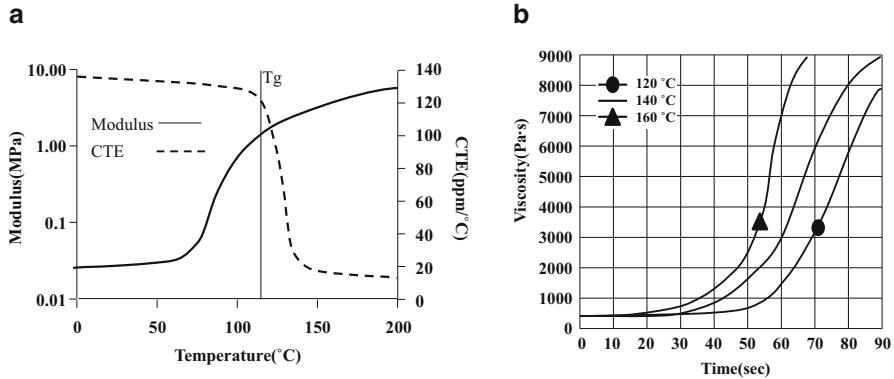 a
10.00
1.00
0.1
0.01
Modulus(MPa)
Modulus
CTE
Tg
140
120
100
80
60
40
20
0
CTE(ppm/˚C)
0 50 100 150 200
Temperature(°C)
b
9000
8000
7000
6000
5000
4000
3000
2000
1000
0
Viscosity(Pa·s)
120 ˚C
140 ˚C
160 ˚C
0 10 20 30 40 50 60 70 80 90
Time(sec)